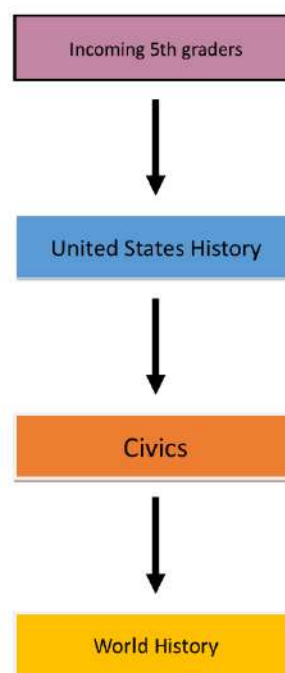 Incoming 5th graders
United States History
Civics
World History